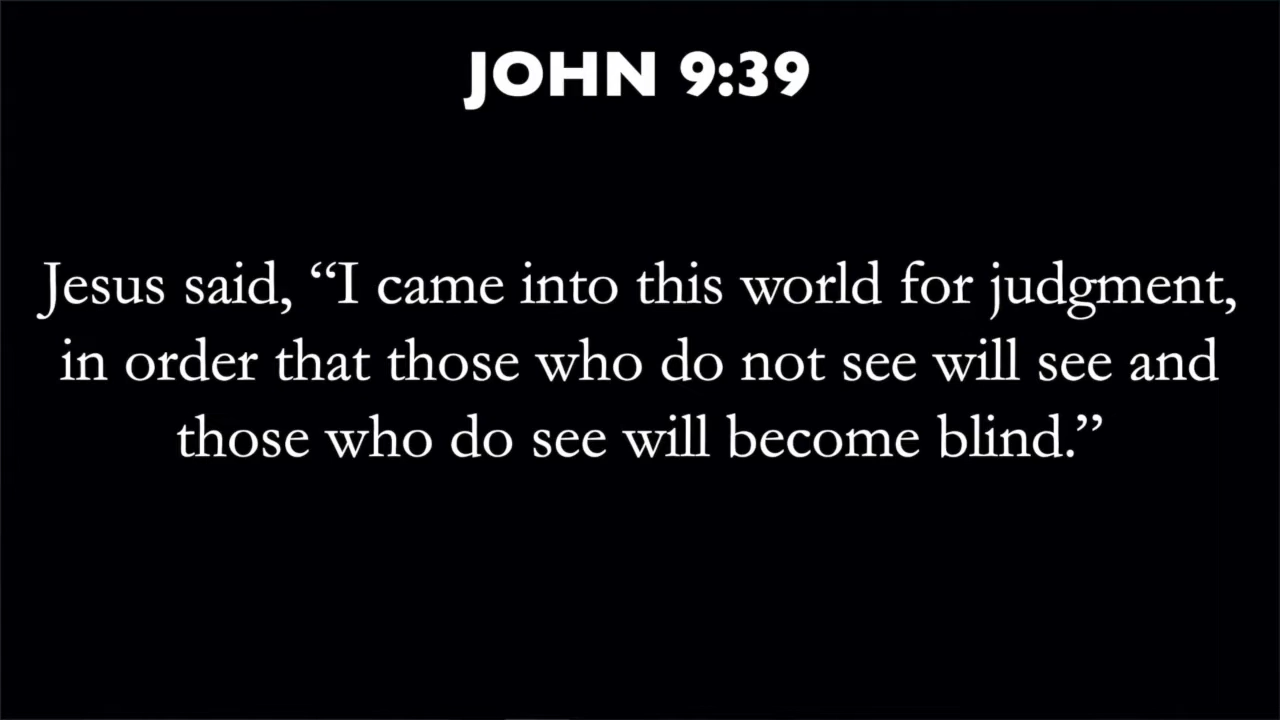 JOHN 9:39
Jesus said, “I came into this world for judgment,
in order that those who do not see will see and
those who do see will become blind.”